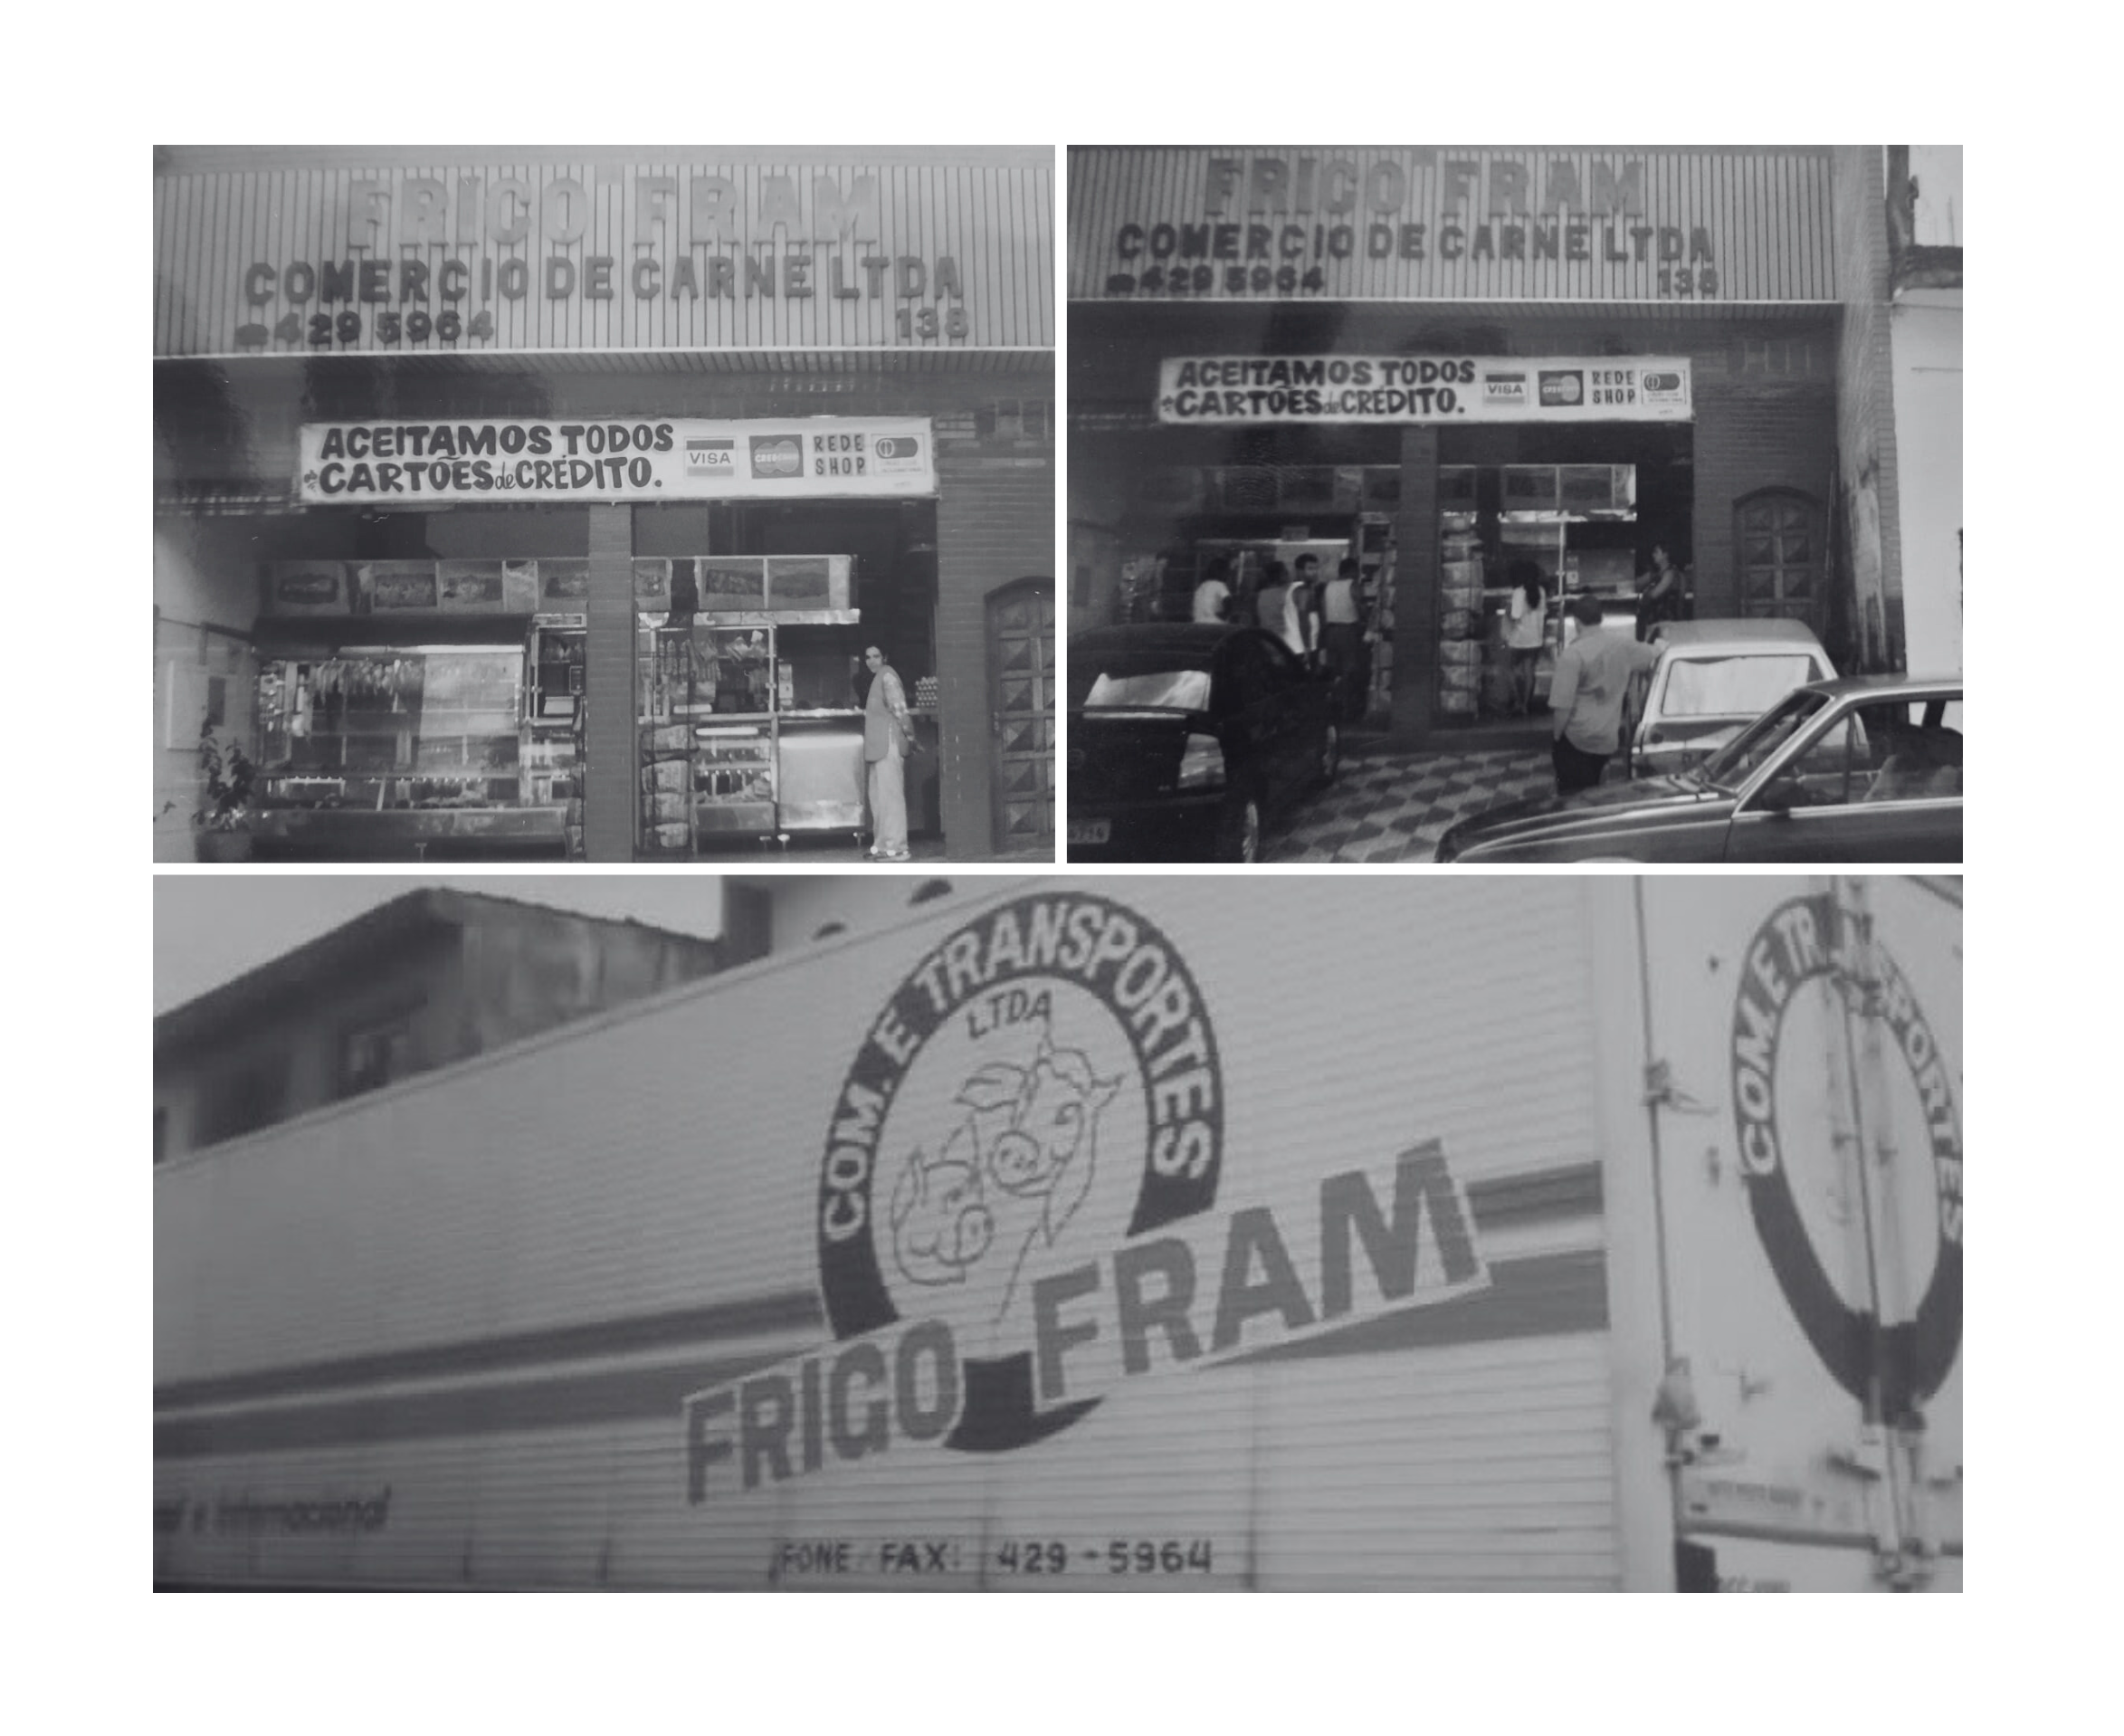 FRIGO FRAM
COMERCIO DE CARNE LTDA
429 5964 138
ACEITAMOS TODOS
CARTÕES de CRÉDITO.
VISA
CREDICARD
REDE
SHOP
FRIGO FRAM
COMERCIO DE CARNE LTDA
429 5964 138
ACEITAMOS TODOS
CARTÕES de CRÉDITO.
VISA
REDE
SHOP
COM. E TRANSPORTES
LTDA
FRIGO FRAM
e Internacional
FONE FAX: 429-5964
COM. E TRANSPORTES